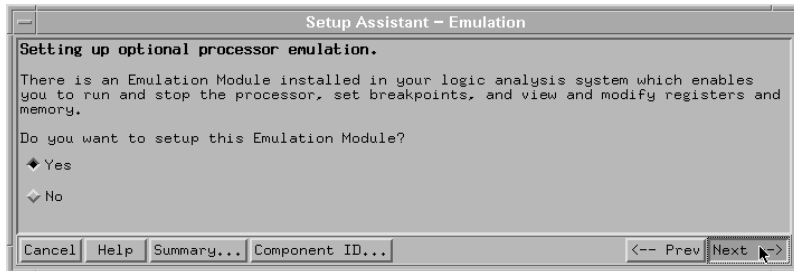 Setup Assistant – Emulation
Setting up optional processor emulation.
There is an Emulation Module installed in your logic analysis system which enables
you to run and stop the processor, set breakpoints, and view and modify registers and
memory.
Do you want to setup this Emulation Module?
Yes
No
Cancel Help Summary... Component ID... <-- Prev Next -->